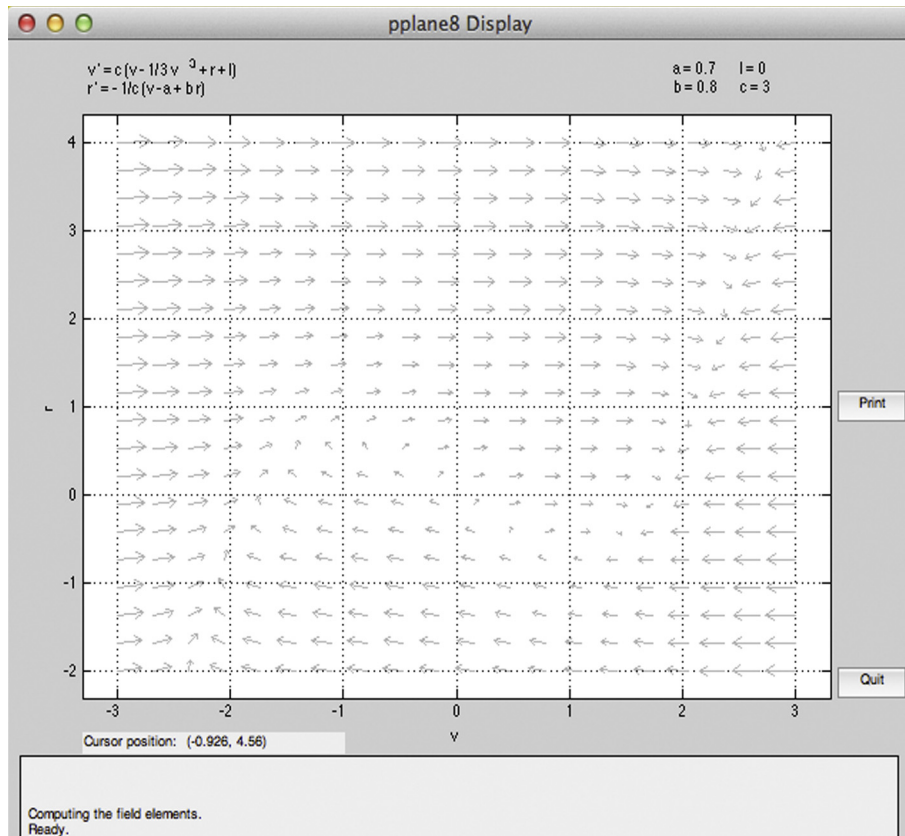 pplane8 Display
v'=c(v-1/3v ³+r+I)
r'=-1/c(v-a+br)
a=0.7 I=0
b=0.8 c=3
4
3
2
1
0
-1
-2
r
-3 -2 -1 0 1 2 3
v
Print
Quit
Cursor position: (-0.926, 4.56)
Computing the field elements.
Ready.